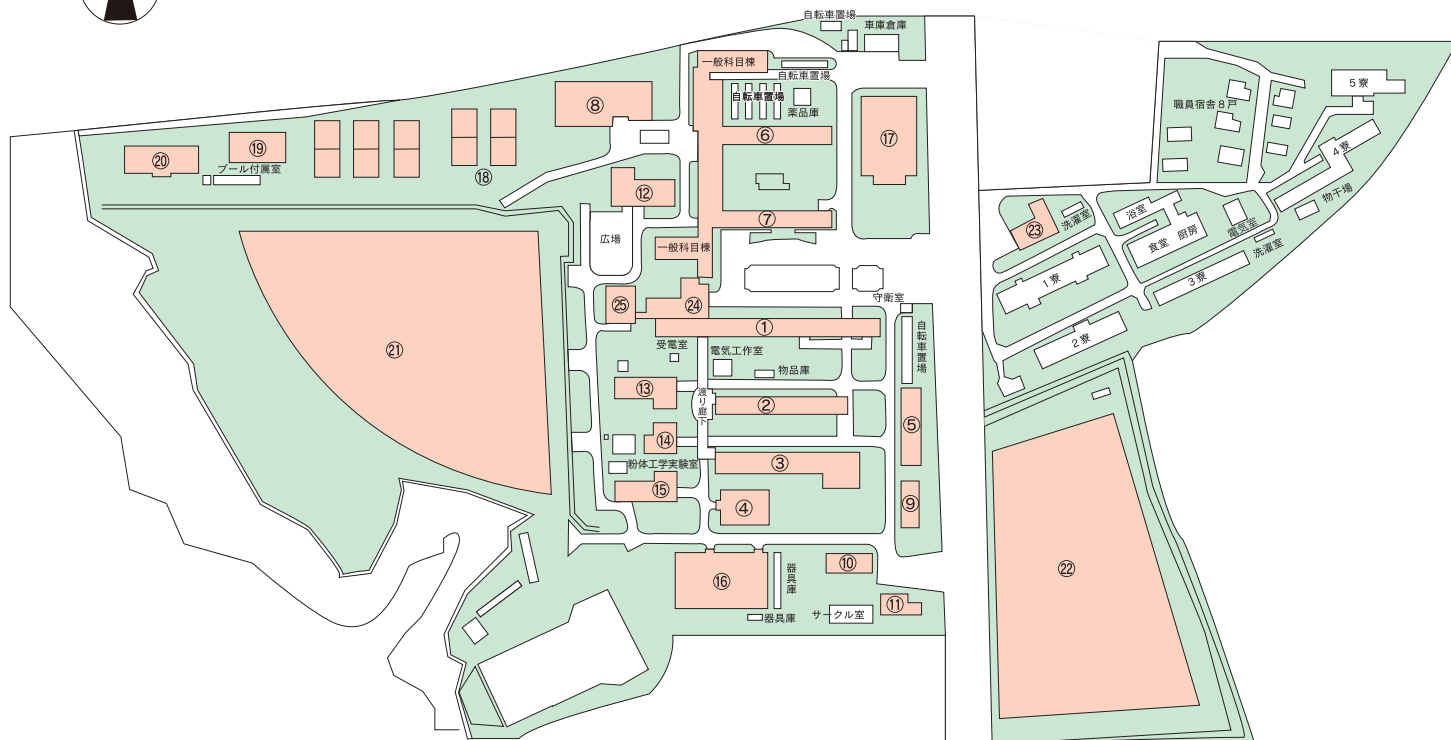 自転車置場
車庫倉庫
一般科目棟
自転車置場
自転車置場
薬品庫
⑧
⑥
⑰
職員宿舎8戸
5寮
4寮
物干場
⑳
⑲
プール付属室
⑱
⑫
⑦
広場
一般科目棟
㉓
洗濯室
浴室
食堂
厨房
電気室
洗濯室
1寮
3寮
2寮
守衛室
㉕
㉔
①
㉑
受電室
電気工作室
物品庫
自転車置場
⑬
渡り廊下
②
⑤
⑭
粉体工学実験室
③
⑮
④
⑨
⑯
器具庫
⑩
⑪
器具庫
サークル室
㉒